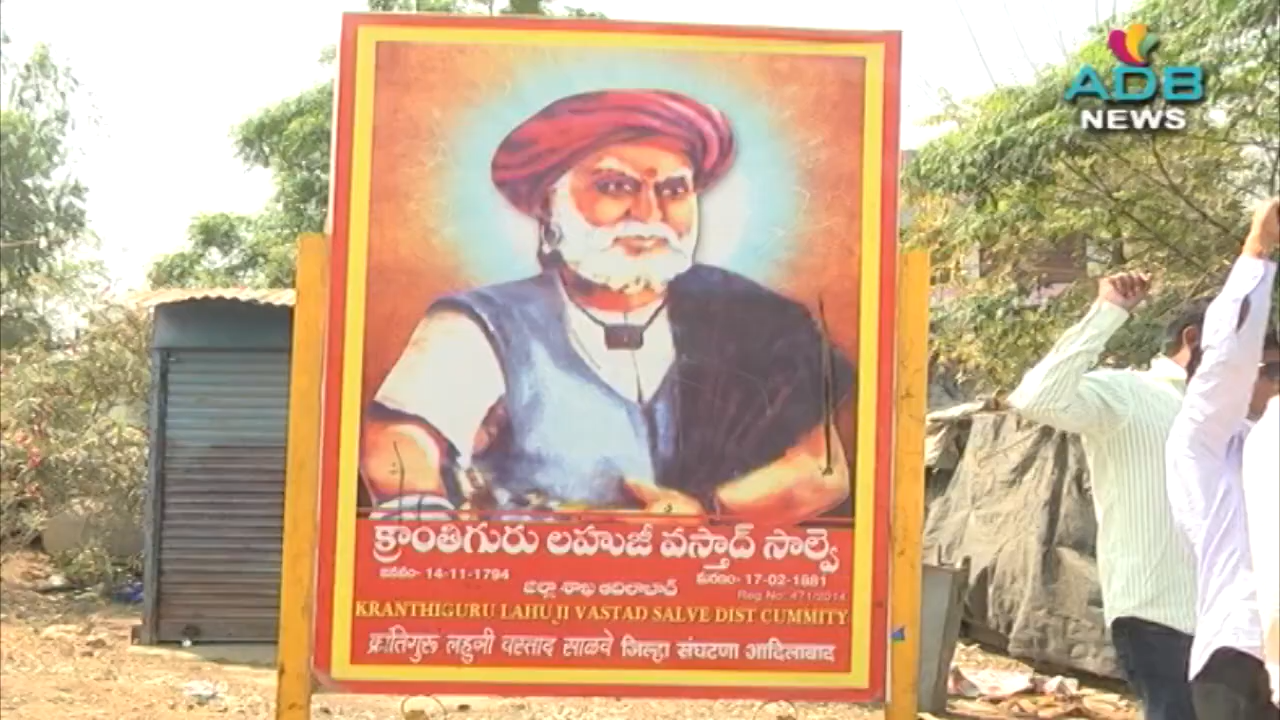 ADB
NEWS
క్రాంతిగురు లహుజీ వస్తాద్ సాల్వె
జననం- 14-11-1794 మరణం- 17-02-1881
జిల్లా శాఖ ఆదిలాబాద్
Reg.No: 471/2014
KRANTHIGURU LAHUJI VASTAD SALVE DIST CUMMITY
क्रांतिगुरू लहुजी वस्ताद साळवे जिल्हा संघटणा आदिलाबाद